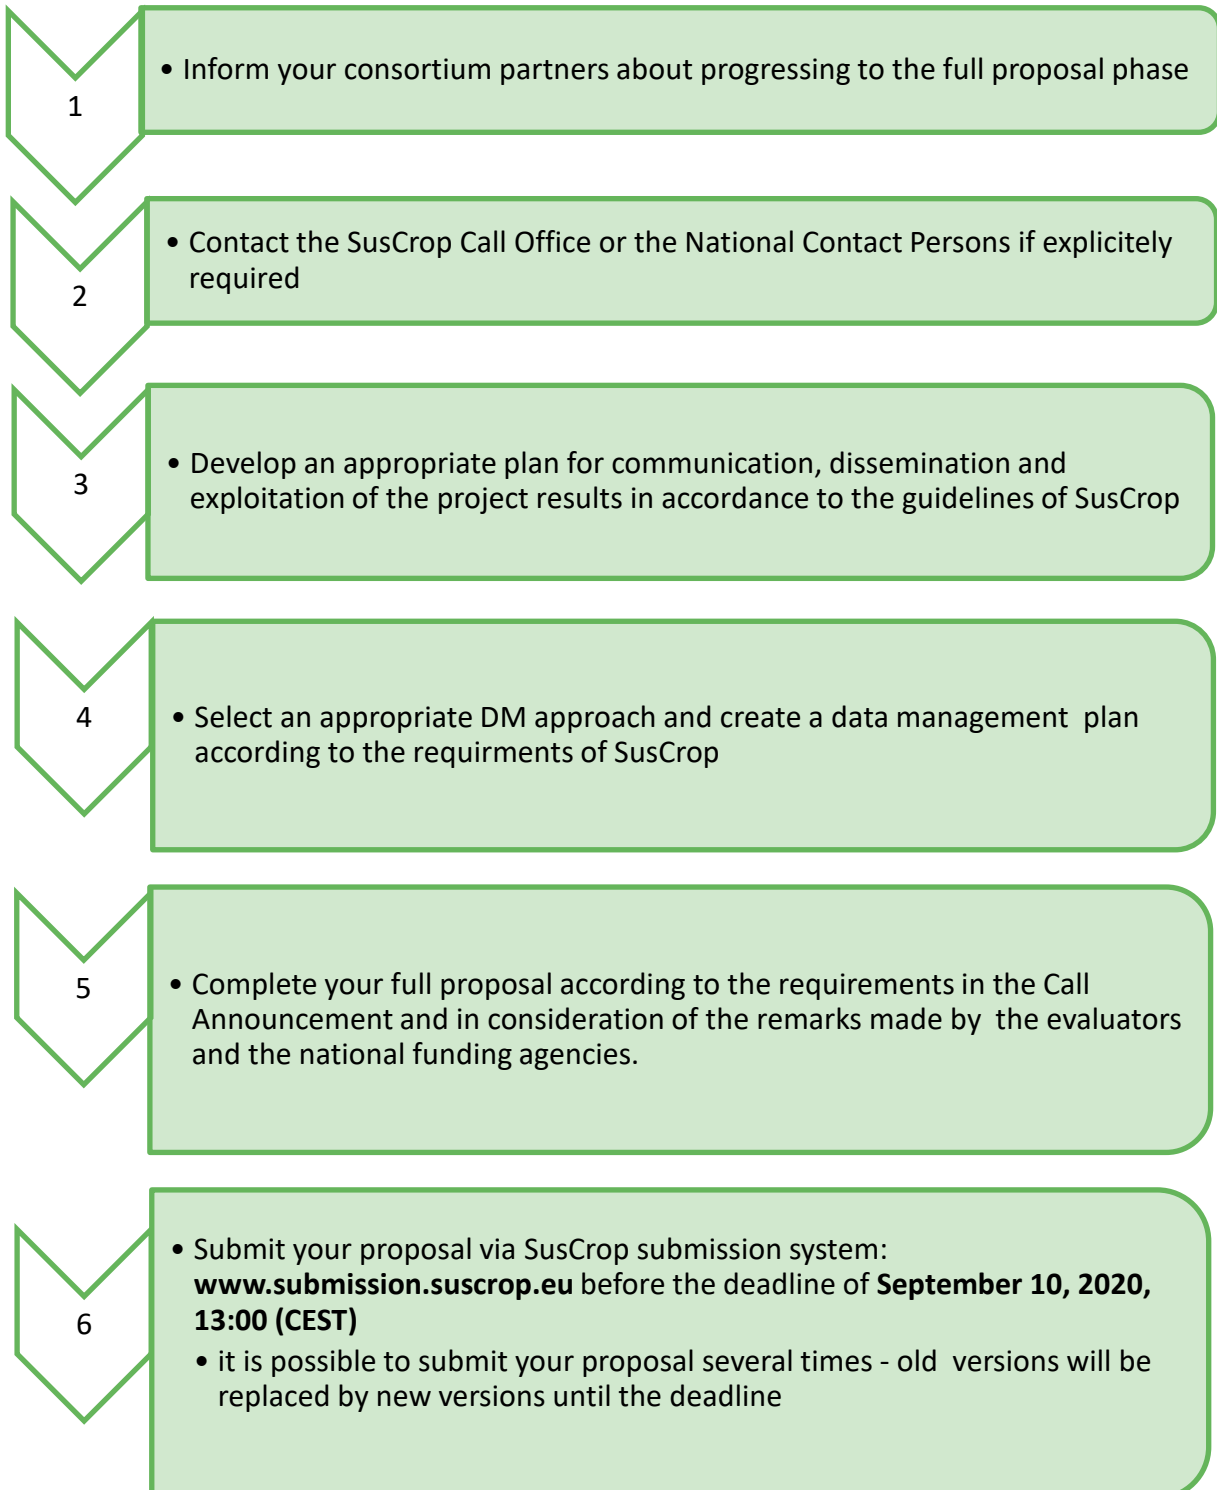 1
• Inform your consortium partners about progressing to the full proposal phase
2
• Contact the SusCrop Call Office or the National Contact Persons if explicitely
required
3
• Develop an appropriate plan for communication, dissemination and
exploitation of the project results in accordance to the guidelines of SusCrop
4
• Select an appropriate DM approach and create a data management  plan
according to the requirments of SusCrop
5
• Complete your full proposal according to the requirements in the Call
Announcement and in consideration of the remarks made by  the evaluators
and the national funding agencies.
6
• Submit your proposal via SusCrop submission system:
www.submission.suscrop.eu before the deadline of September 10, 2020,
13:00 (CEST)
• it is possible to submit your proposal several times - old  versions will be
replaced by new versions until the deadline